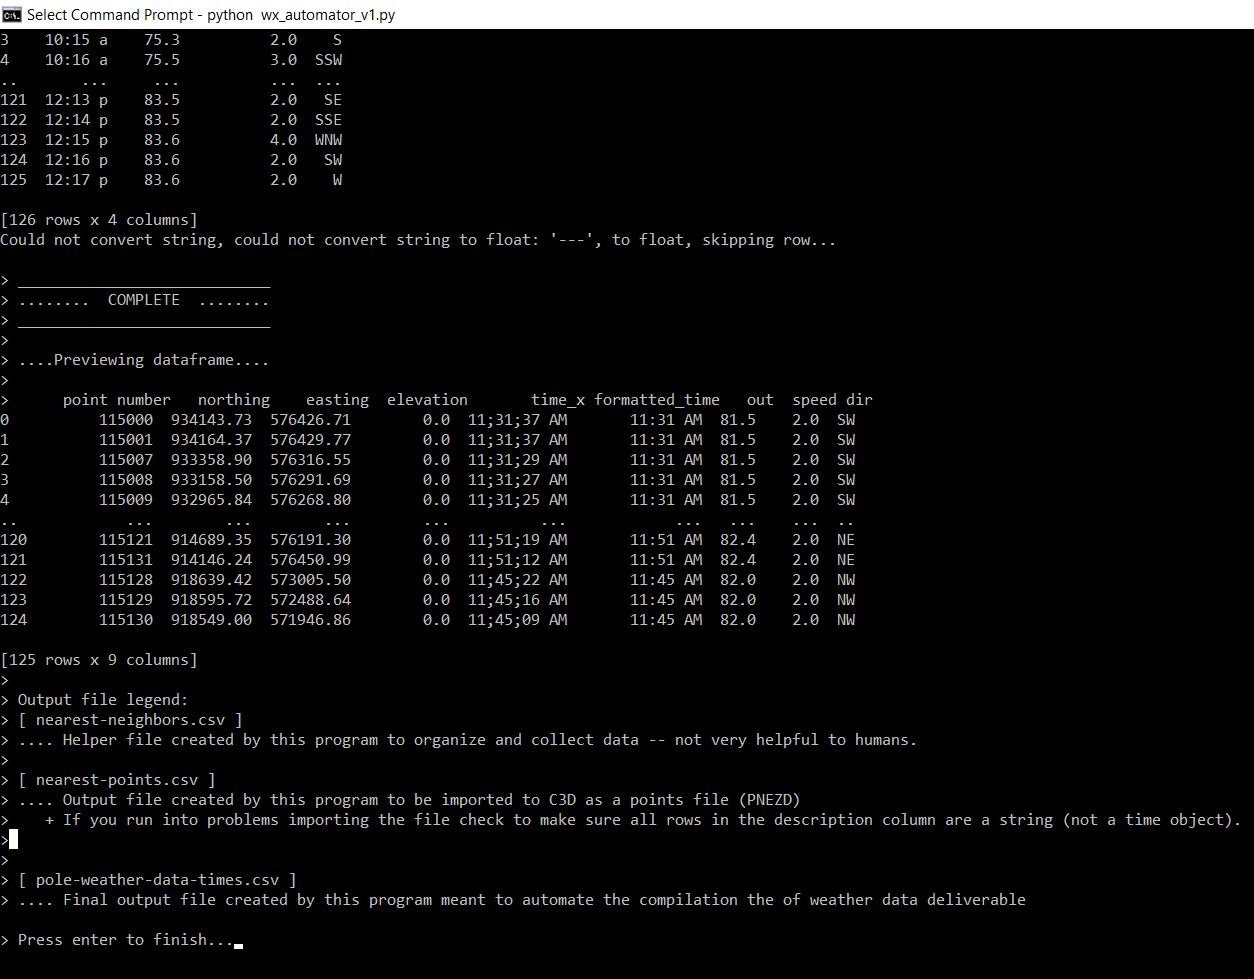 Select Command Prompt - python  wx_automator_v1.py
3    10:15 a    75.3          2.0    S
4    10:16 a    75.5          3.0  SSW
..       ...     ...          ...  ...
121  12:13 p    83.5          2.0   SE
122  12:14 p    83.5          2.0  SSE
123  12:15 p    83.6          4.0  WNW
124  12:16 p    83.6          2.0   SW
125  12:17 p    83.6          2.0    W
[126 rows x 4 columns]
Could not convert string, could not convert string to float: '---', to float, skipping row...
> ____________________________
> ........  COMPLETE  ........
> ____________________________
>
> ....Previewing dataframe....
>
>      point number   northing    easting  elevation       time_x formatted_time   out  speed dir
0          115000  934143.73  576426.71        0.0  11;31;37 AM       11:31 AM  81.5    2.0  SW
1          115001  934164.37  576429.77        0.0  11;31;37 AM       11:31 AM  81.5    2.0  SW
2          115007  933358.90  576316.55        0.0  11;31;29 AM       11:31 AM  81.5    2.0  SW
3          115008  933158.50  576291.69        0.0  11;31;27 AM       11:31 AM  81.5    2.0  SW
4          115009  932965.84  576268.80        0.0  11;31;25 AM       11:31 AM  81.5    2.0  SW
..            ...        ...        ...        ...          ...            ...   ...    ...  ..
120        115121  914689.35  576191.30        0.0  11;51;19 AM       11:51 AM  82.4    2.0  NE
121        115131  914146.24  576450.99        0.0  11;51;12 AM       11:51 AM  82.4    2.0  NE
122        115128  918639.42  573005.50        0.0  11;45;22 AM       11:45 AM  82.0    2.0  NW
123        115129  918595.72  572488.64        0.0  11;45;16 AM       11:45 AM  82.0    2.0  NW
124        115130  918549.00  571946.86        0.0  11;45;09 AM       11:45 AM  82.0    2.0  NW
[125 rows x 9 columns]
>
> Output file legend:
> [ nearest-neighbors.csv ]
> .... Helper file created by this program to organize and collect data -- not very helpful to humans.
>
> [ nearest-points.csv ]
> .... Output file created by this program to be imported to C3D as a points file (PNEZD)
>    + If you run into problems importing the file check to make sure all rows in the description column are a string (not a time object).
>
>
> [ pole-weather-data-times.csv ]
> .... Final output file created by this program meant to automate the compilation the of weather data deliverable
> Press enter to finish...